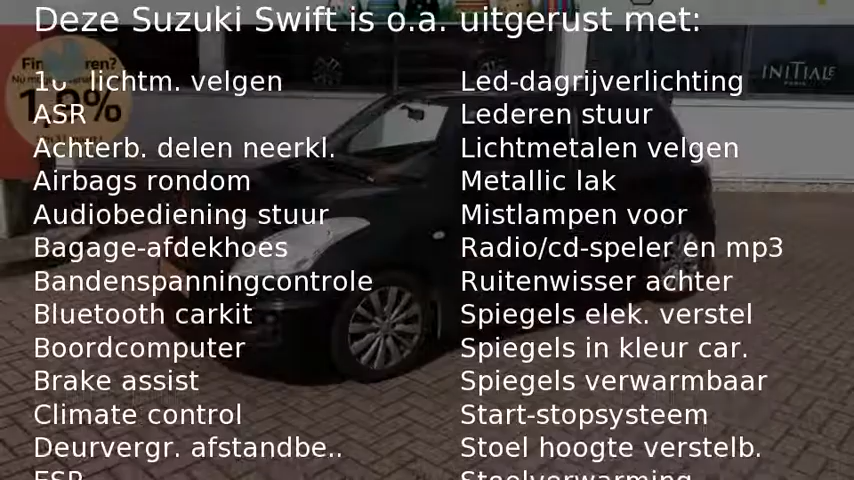 Deze Suzuki Swift is o.a. uitgerust met:
lichtm. velgen
ASR
Achterb. delen neerkl.
Airbags rondom
Audiobediening stuur
Bagage-afdekhoes
Bandenspanningcontrole
Bluetooth carkit
Boordcomputer
Brake assist
Climate control
Deurvergr. afstandbe..
ESP
Led-dagrijverlichting
Lederen stuur
Lichtmetalen velgen
Metallic lak
Mistlampen voor
Radio/cd-speler en mp3
Ruitenwisser achter
Spiegels elek. verstel
Spiegels in kleur car.
Spiegels verwarmbaar
Start-stopsysteem
Stoel hoogte verstelb.
Stoelverwarming
INITIALE
PARIS